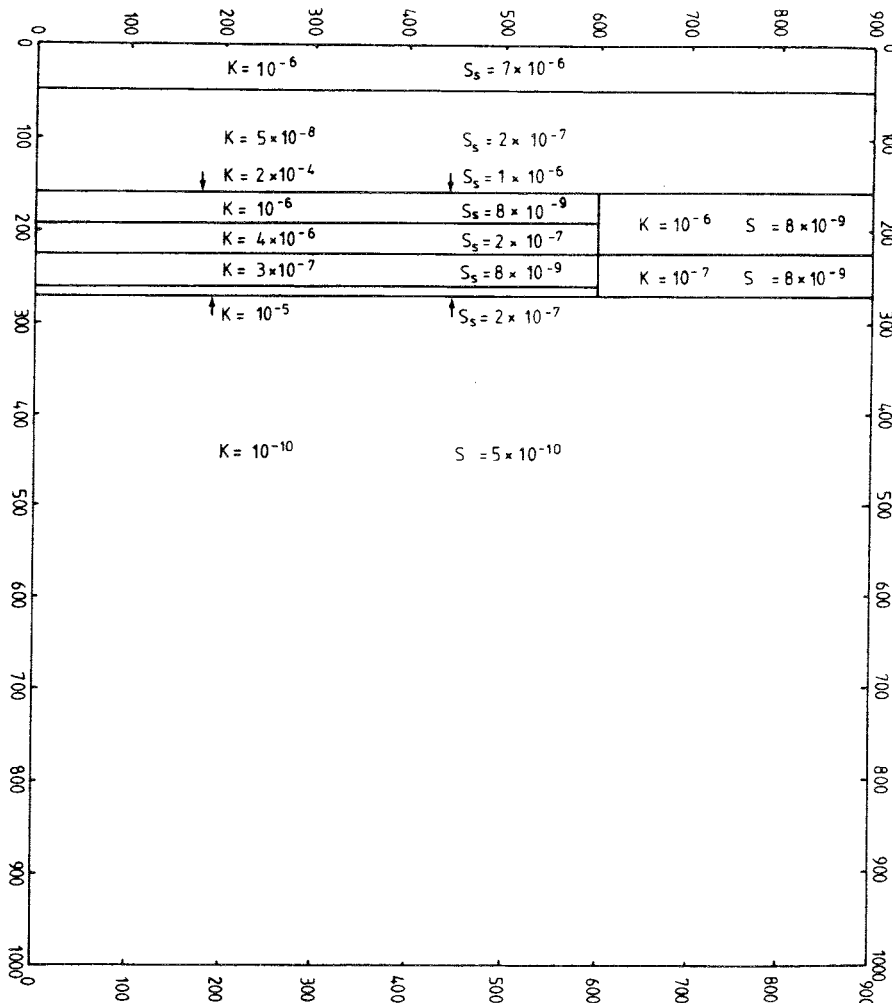 0 100 200 300 400 500 600 700 800 900
0 0
K = 10⁻⁶ Sₛ = 7 × 10⁻⁶
100 K = 5 × 10⁻⁸ Sₛ = 2 × 10⁻⁷ 100
K = 2 × 10⁻⁴ Sₛ = 1 × 10⁻⁶
K = 10⁻⁶ Sₛ = 8 × 10⁻⁹
K = 10⁻⁶ S = 8 × 10⁻⁹
200 K = 4 × 10⁻⁶ Sₛ = 2 × 10⁻⁷ 200
K = 3 × 10⁻⁷ Sₛ = 8 × 10⁻⁹ K = 10⁻⁷ S = 8 × 10⁻⁹
300 K = 10⁻⁵ Sₛ = 2 × 10⁻⁷ 300
400 400
K = 10⁻¹⁰ S = 5 × 10⁻¹⁰
500 500
600 600
700 700
800 800
900 900
1000 1000
0 100 200 300 400 500 600 700 800 900